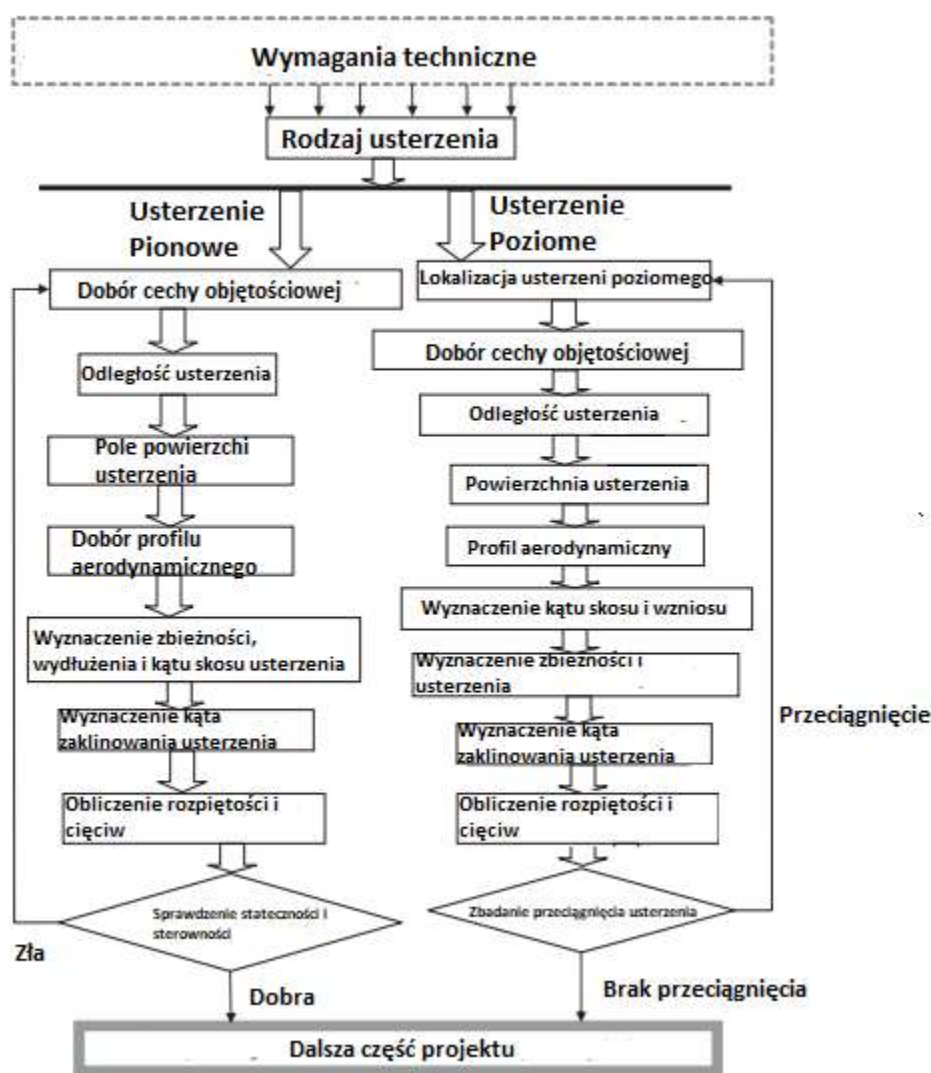 Wymagania techniczne
Rodzaj usterzenia
Usterzenie
Pionowe
Usterzenie
Poziome
Dobór cechy objętościowej
Odległość usterzenia
Pole powierzchi
usterzenia
Dobór profilu
aerodynamicznego
Wyznaczenie zbieżności,
wydłużenia i kątu skosu usterzenia
Wyznaczenie kąta
zaklinowania usterzenia
Obliczenie rozpiętości i
cięciw
Sprawdzenie stateczności i
sterowności
Zła
Dobra
Lokalizacja usterzeni poziomego
Dobór cechy objętościowej
Odległość usterzenia
Powierzchnia usterzenia
Profil aerodynamiczny
Wyznaczenie kątu skosu i wzniosu
Wyznaczenie zbieżności i
usterzenia
Wyznaczenie kąta
zaklinowania usterzenia
Obliczenie rozpiętości i
cięciw
Zbadanie przeciągnięcia usterzenia
Przeciągnięcie
Brak przeciągnięcia
Dalsza część projektu